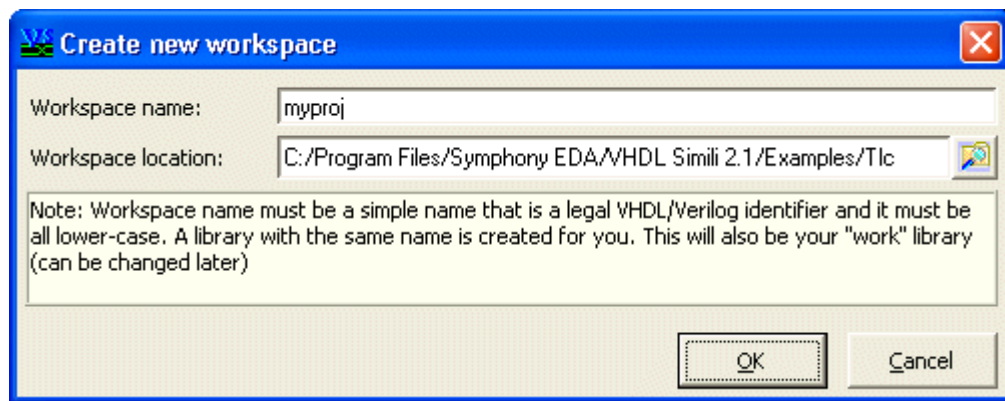 Create new workspace
Workspace name: myproj
Workspace location: C:/Program Files/Symphony EDA/VHDL Simili 2.1/Examples/Tlc
Note: Workspace name must be a simple name that is a legal VHDL/Verilog identifier and it must be
all lower-case. A library with the same name is created for you. This will also be your "work" library
(can be changed later)
OK Cancel